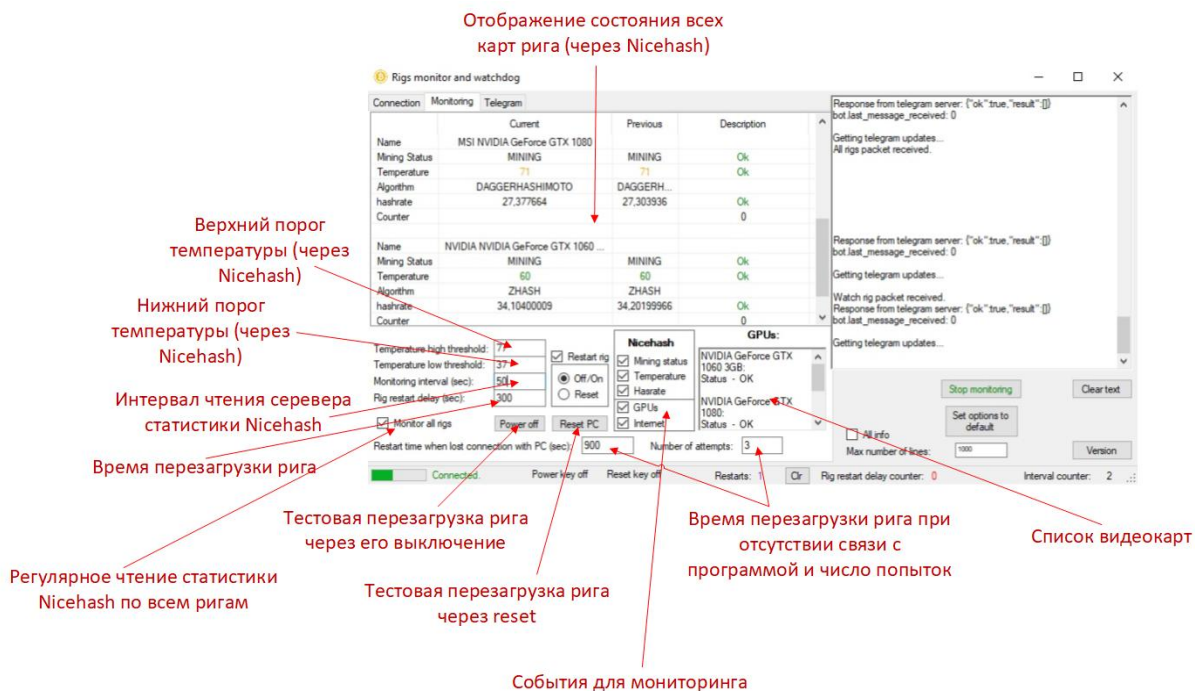 Отображение состояния всех
карт рига (через Nicehash)
Rigs monitor and watchdog
Connection Monitoring Telegram
Current Previous Description
Name MSI NVIDIA GeForce GTX 1080
Mining Status MINING MINING Ok
Temperature 71 71 Ok
Algorithm DAGGERHASHIMOTO DAGGERH...
hashrate 27,377664 27,303936 Ok
Counter 0
Name NVIDIA NVIDIA GeForce GTX 1060 ...
Mining Status MINING MINING Ok
Temperature 60 60 Ok
Algorithm ZHASH ZHASH
hashrate 34,10400009 34,20199966 Ok
Counter 0
Response from telegram server: {"ok":true,"result":[]}
bot.last_message_received: 0
Getting telegram updates...
All rigs packet received.
Response from telegram server: {"ok":true,"result":[]}
bot.last_message_received: 0
Getting telegram updates...
Watch rig packet received.
Response from telegram server: {"ok":true,"result":[]}
bot.last_message_received: 0
Getting telegram updates...
Верхний порог
температуры (через
Nicehash)
Нижний порог
температуры (через
Nicehash)
Интервал чтения серевера
статистики Nicehash
Время перезагрузки рига
Temperature high threshold:
Temperature low threshold: 37
Monitoring interval (sec): 50
Rig restart delay (sec): 300
Monitor all rigs
Restart rig
Off/On
Reset
Power off Reset PC
Nicehash
Mining status
Temperature
Hasrate
GPUs
Internet
GPUs:
NVIDIA GeForce GTX
1060 3GB:
Status - OK
NVIDIA GeForce GTX
1080:
Status - OK
Restart time when lost connection with PC (sec): 900 Number of attempts: 3
Stop monitoring Clear text
Set options to
default
All info
Max number of lines: 1000 Version
Connected. Power key off Reset key off Restarts: 1 Clr Rig restart delay counter: 0 Interval counter: 2
Тестовая перезагрузка рига
через его выключение
Время перезагрузки рига при
отсутствии связи с
программой и число попыток
Список видеокарт
Регулярное чтение статистики
Nicehash по всем ригам
Тестовая перезагрузка рига
через reset
События для мониторинга